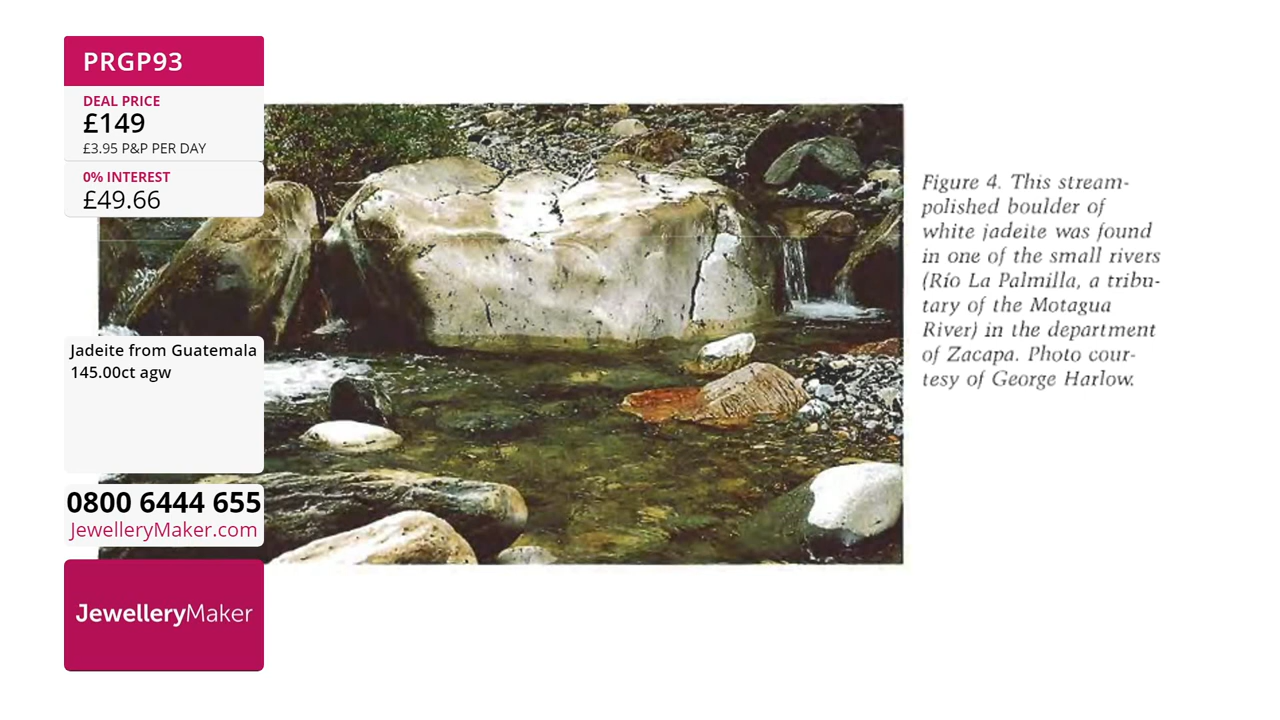 PRGP93
DEAL PRICE
£149
£3.95 P&P PER DAY
0% INTEREST
£49.66
Jadeite from Guatemala
145.00ct agw
0800 6444 655
JewelleryMaker.com
JewelleryMaker
Figure 4. This stream-
polished boulder of
white jadeite was found
in one of the small rivers
(Río La Palmilla, a tribu-
tary of the Motagua
River) in the department
of Zacapa. Photo cour-
tesy of George Harlow.